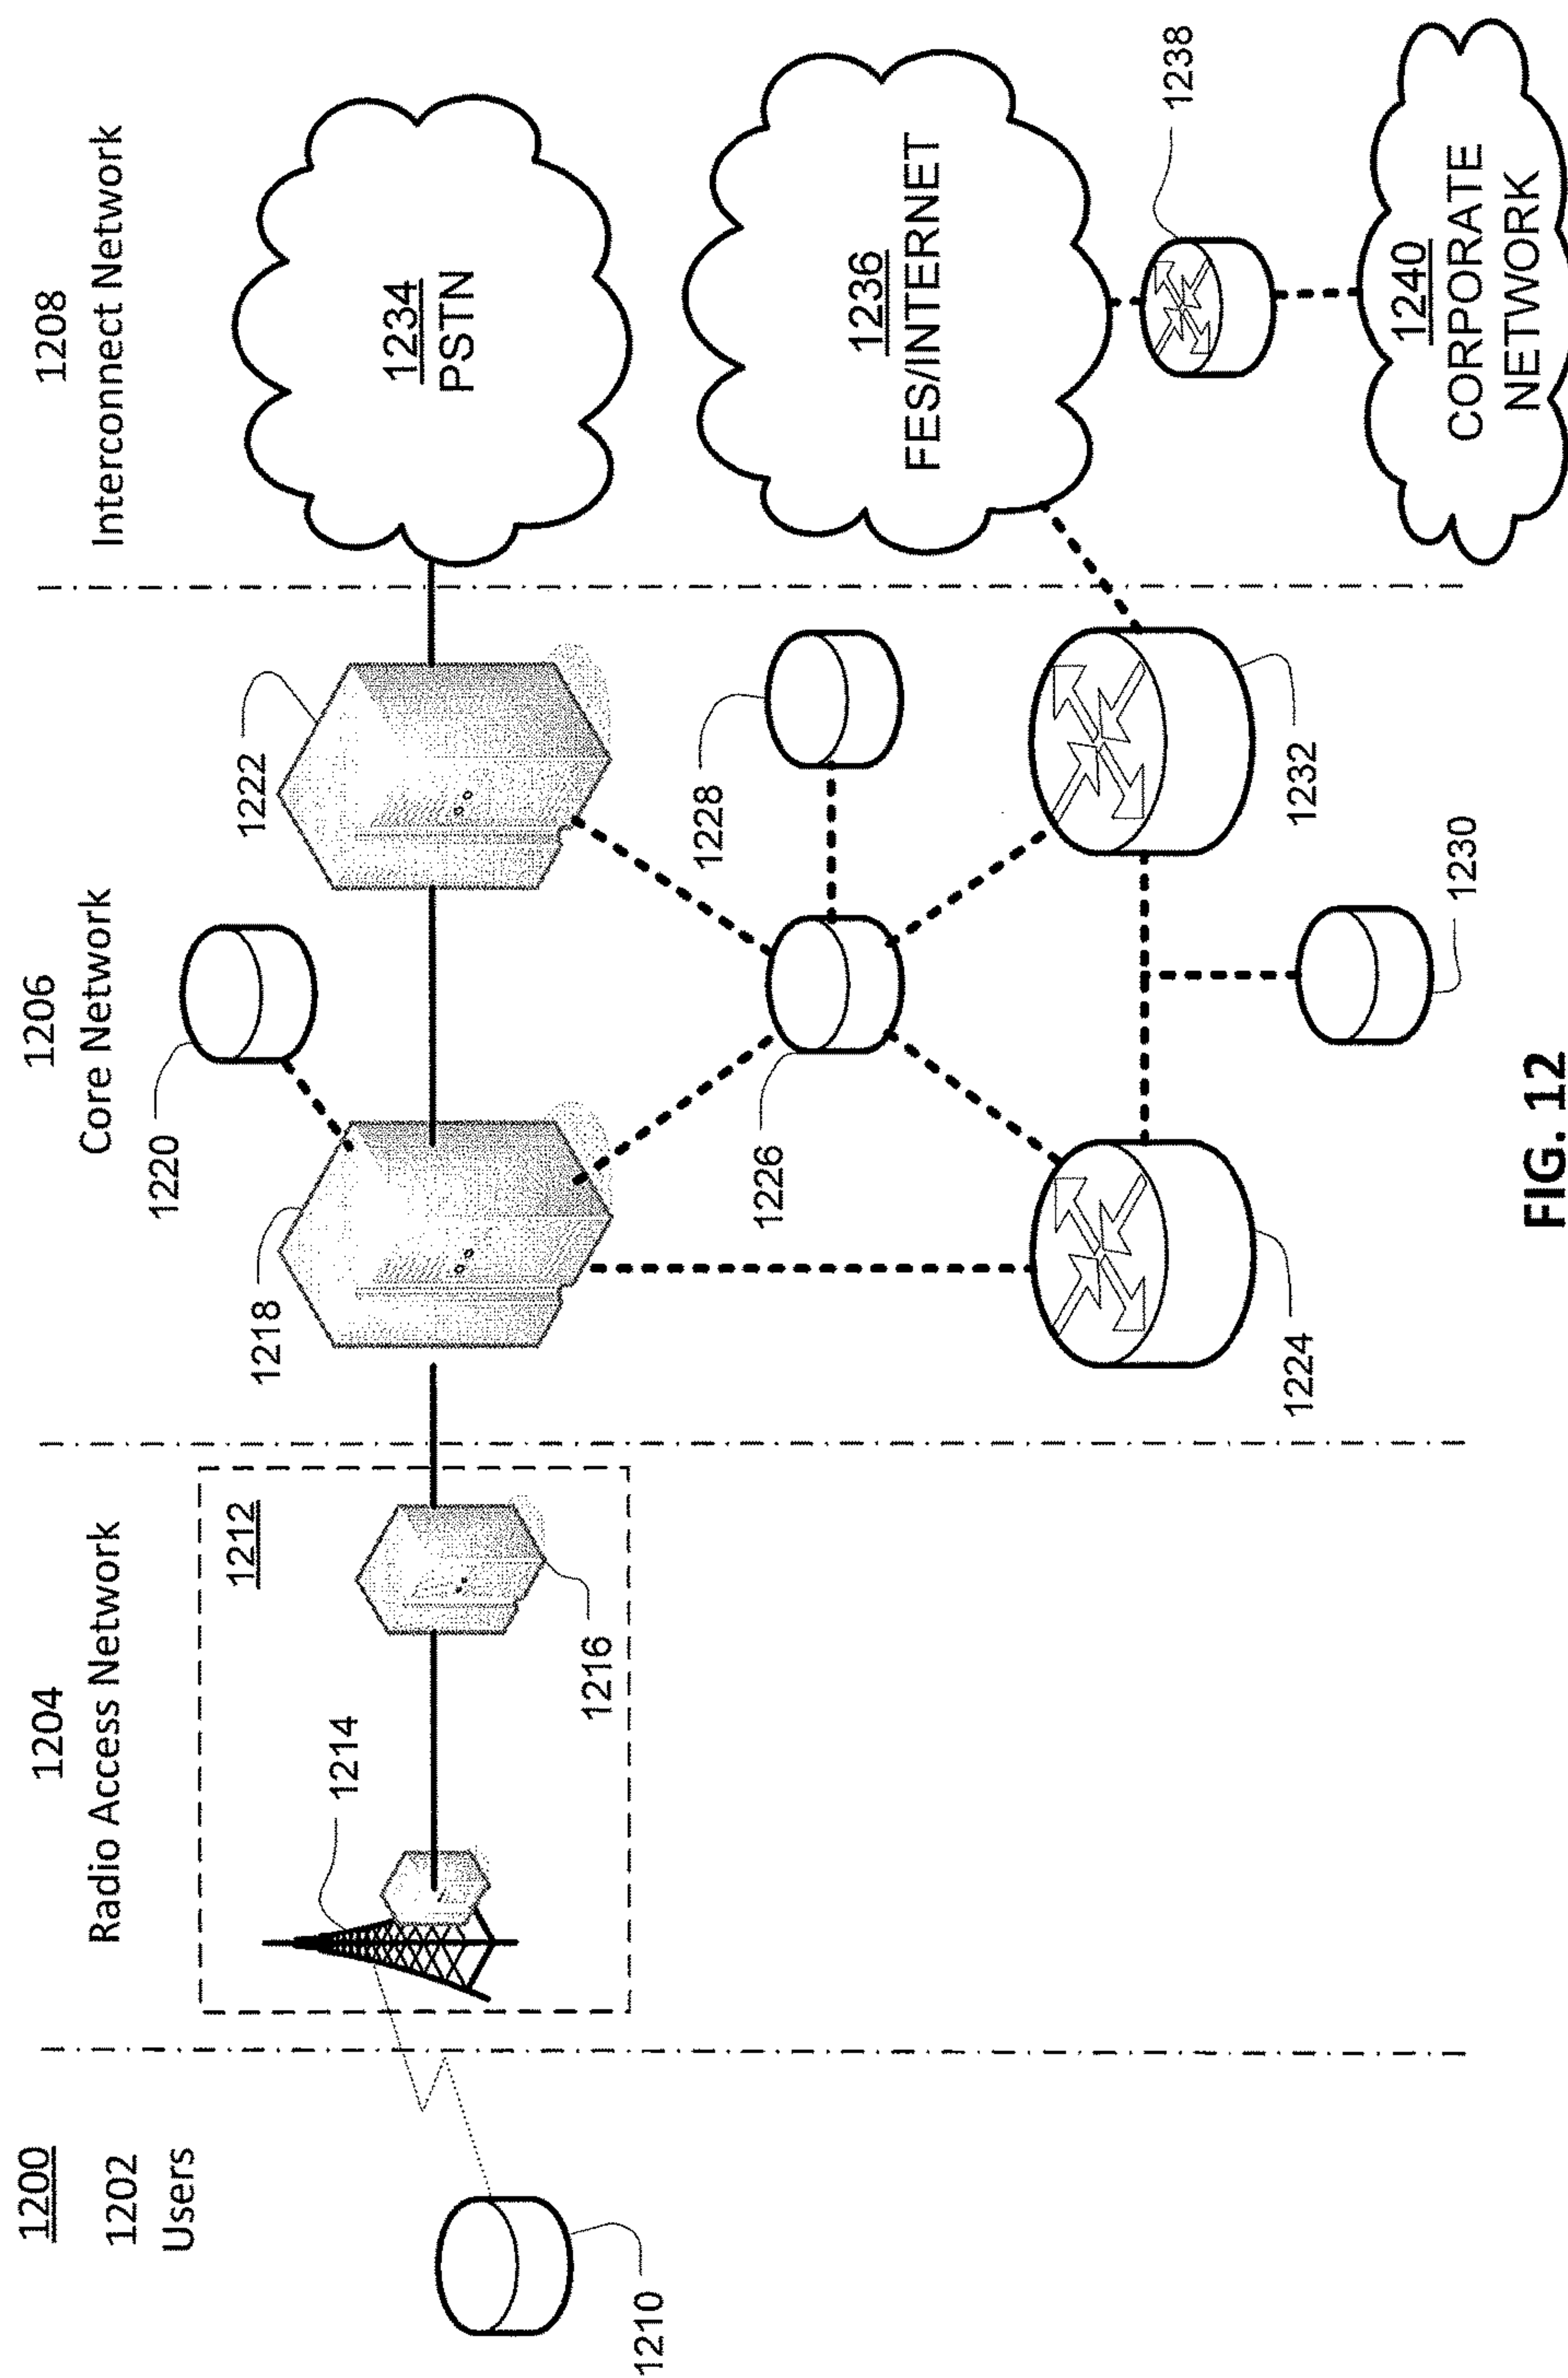 1200
1202
Users
1204
Radio Access Network
1206
Core Network
1208
Interconnect Network
1210
1212
1214
1216
1218
1220
1222
1224
1226
1228
1230
1232
1234
PSTN
1236
FES/INTERNET
1238
1240
CORPORATE
NETWORK
FIG. 12